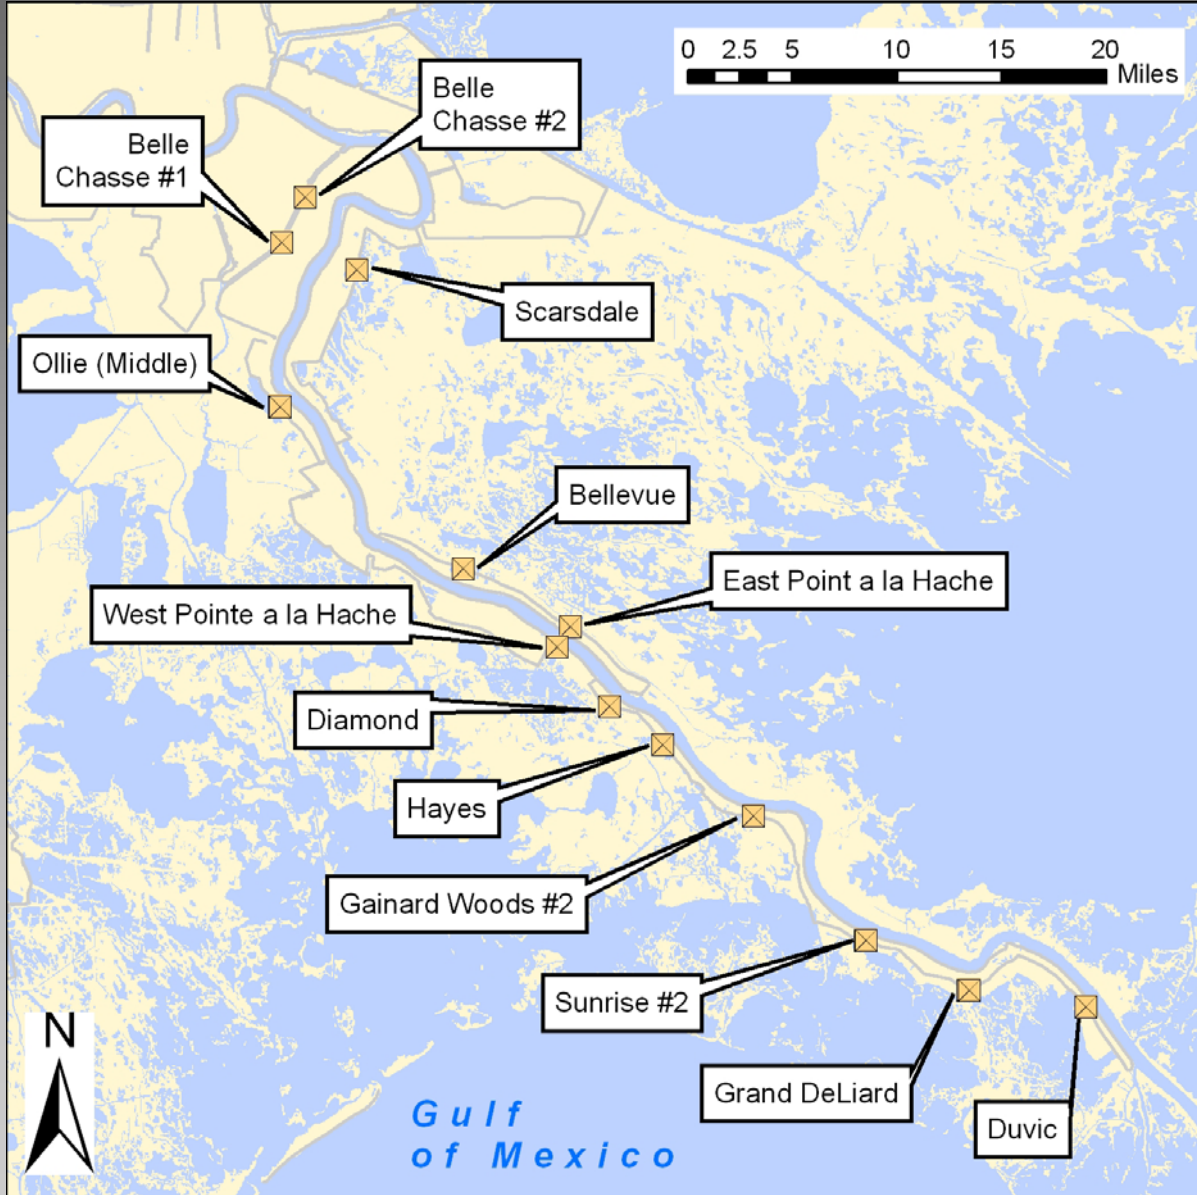 0 2.5 5 10 15 20
Miles
Belle
Chasse #2
Belle
Chasse #1
Scarsdale
Ollie (Middle)
Bellevue
East Point a la Hache
West Pointe a la Hache
Diamond
Hayes
Gainard Woods #2
Sunrise #2
Grand DeLiard
Duvic
N
Gulf
of Mexico